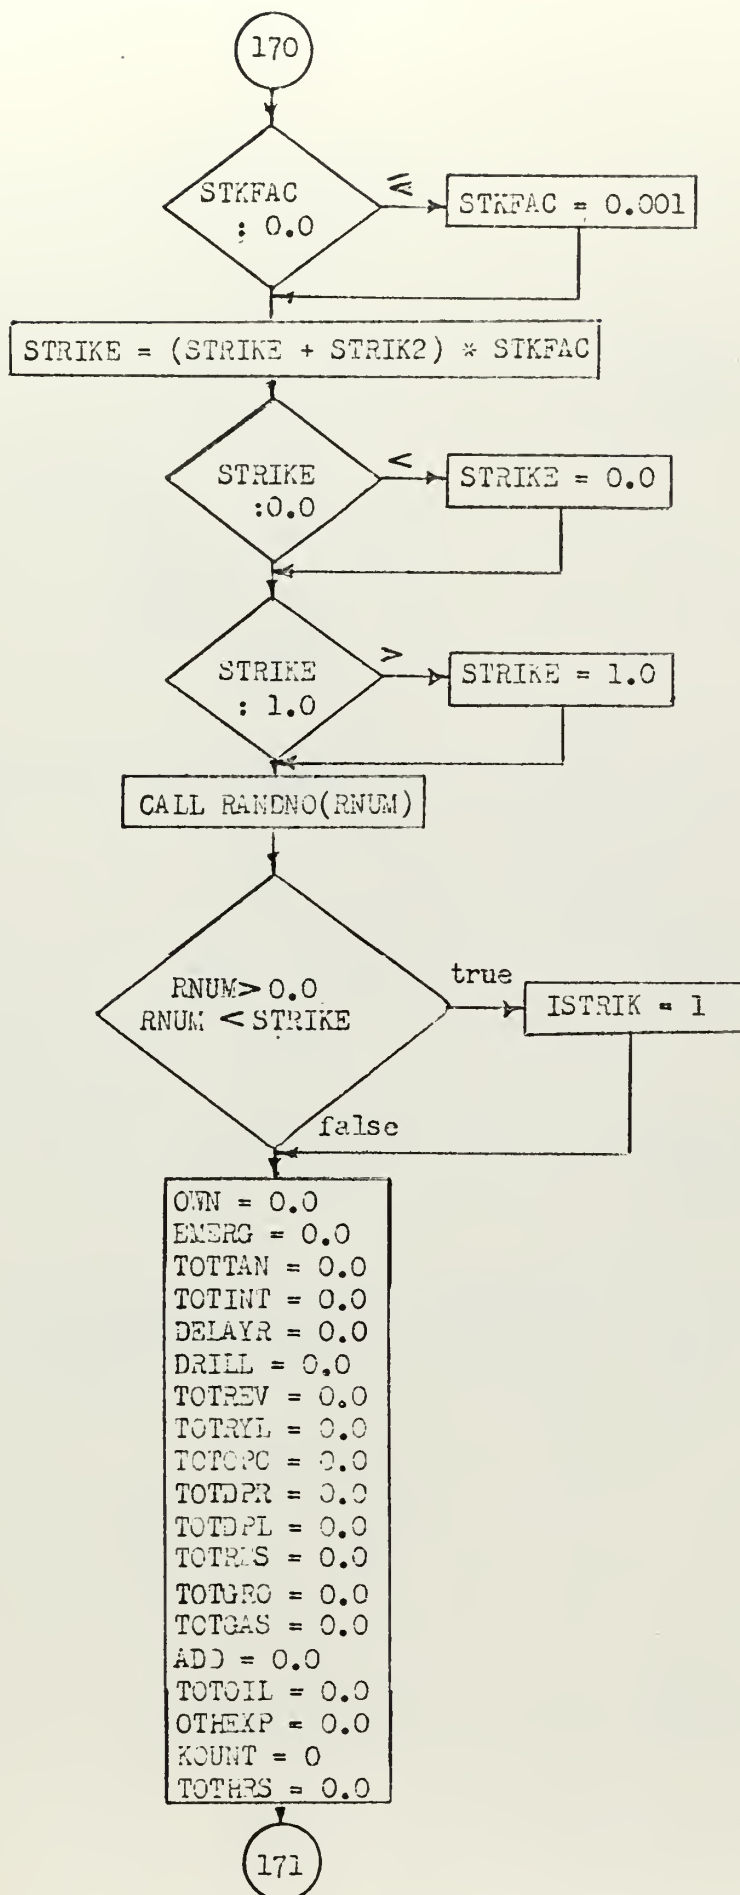 170
STKFAC
: 0.0
≤
STKFAC = 0.001
STRIKE = (STRIKE + STRIK2) * STKFAC
STRIKE
:0.0
<
STRIKE = 0.0
STRIKE
: 1.0
>
STRIKE = 1.0
CALL RANDNO(RNUM)
RNUM> 0.0
RNUM < STRIKE
true
ISTRIK = 1
false
OWN = 0.0
EMERG = 0.0
TOTTAN = 0.0
TOTINT = 0.0
DELAYR = 0.0
DRILL = 0.0
TOTREV = 0.0
TOTRYL = 0.0
TOTOPC = 0.0
TOTDPR = 0.0
TOTDPL = 0.0
TOTRES = 0.0
TOTGRO = 0.0
TOTGAS = 0.0
ADD = 0.0
TOTOIL = 0.0
OTHEXP = 0.0
KOUNT = 0
TOTHRS = 0.0
171